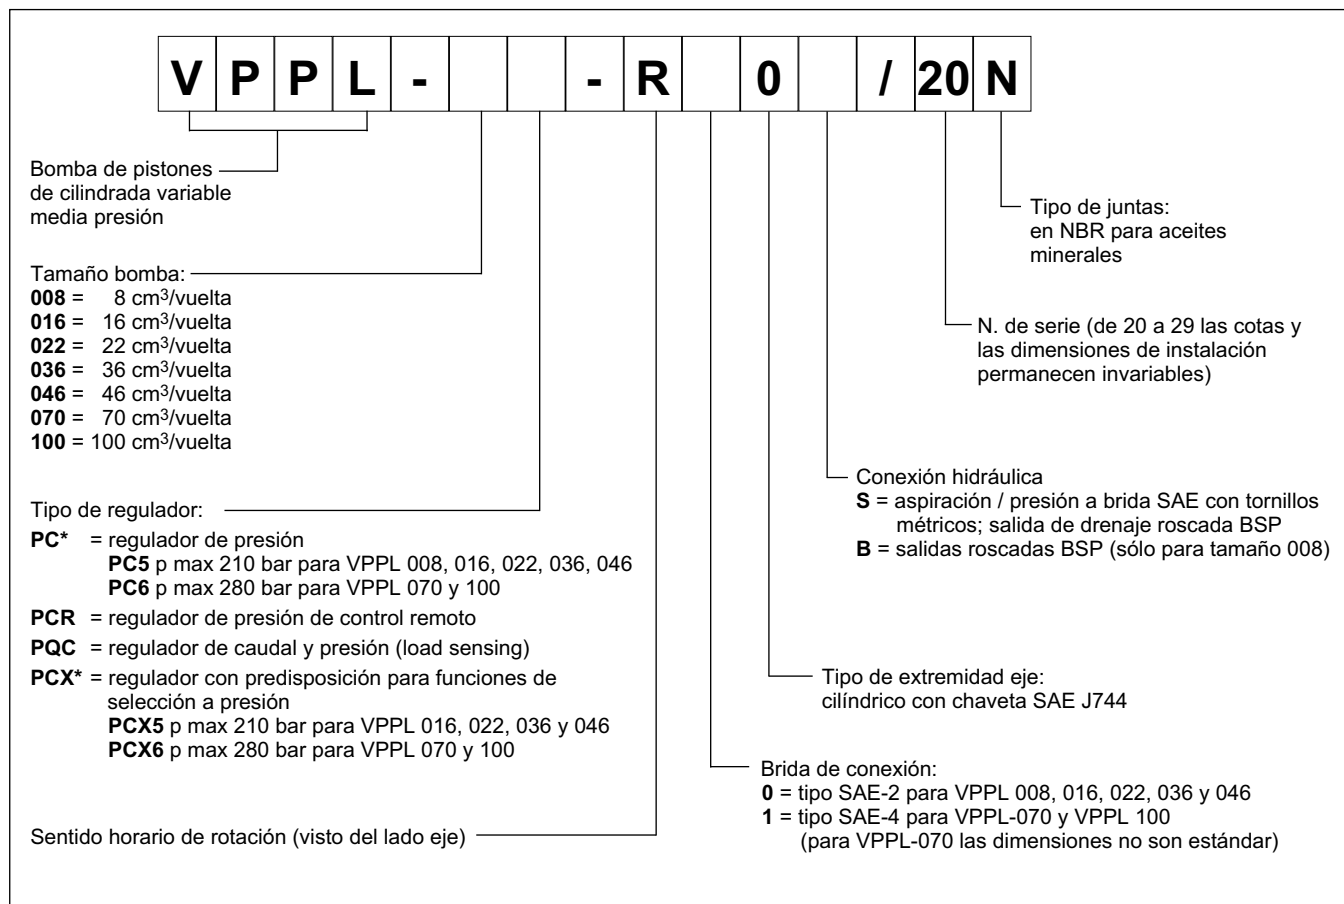 V P P L - - R 0 / 20 N
Bomba de pistones
de cilindrada variable
media presión
Tipo de juntas:
en NBR para aceites
minerales
Tamaño bomba:
008 = 8 cm3/vuelta
016 = 16 cm3/vuelta
022 = 22 cm3/vuelta
036 = 36 cm3/vuelta
046 = 46 cm3/vuelta
070 = 70 cm3/vuelta
100 = 100 cm3/vuelta
N. de serie (de 20 a 29 las cotas y
las dimensiones de instalación
permanecen invariables)
Conexión hidráulica
S = aspiración / presión a brida SAE con tornillos
métricos; salida de drenaje roscada BSP
B = salidas roscadas BSP (sólo para tamaño 008)
Tipo de regulador:
PC* = regulador de presión
PC5 p max 210 bar para VPPL 008, 016, 022, 036, 046
PC6 p max 280 bar para VPPL 070 y 100
PCR = regulador de presión de control remoto
PQC = regulador de caudal y presión (load sensing)
PCX* = regulador con predisposición para funciones de
selección a presión
PCX5 p max 210 bar para VPPL 016, 022, 036 y 046
PCX6 p max 280 bar para VPPL 070 y 100
Tipo de extremidad eje:
cilíndrico con chaveta SAE J744
Brida de conexión:
0 = tipo SAE-2 para VPPL 008, 016, 022, 036 y 046
1 = tipo SAE-4 para VPPL-070 y VPPL 100
(para VPPL-070 las dimensiones no son estándar)
Sentido horario de rotación (visto del lado eje)